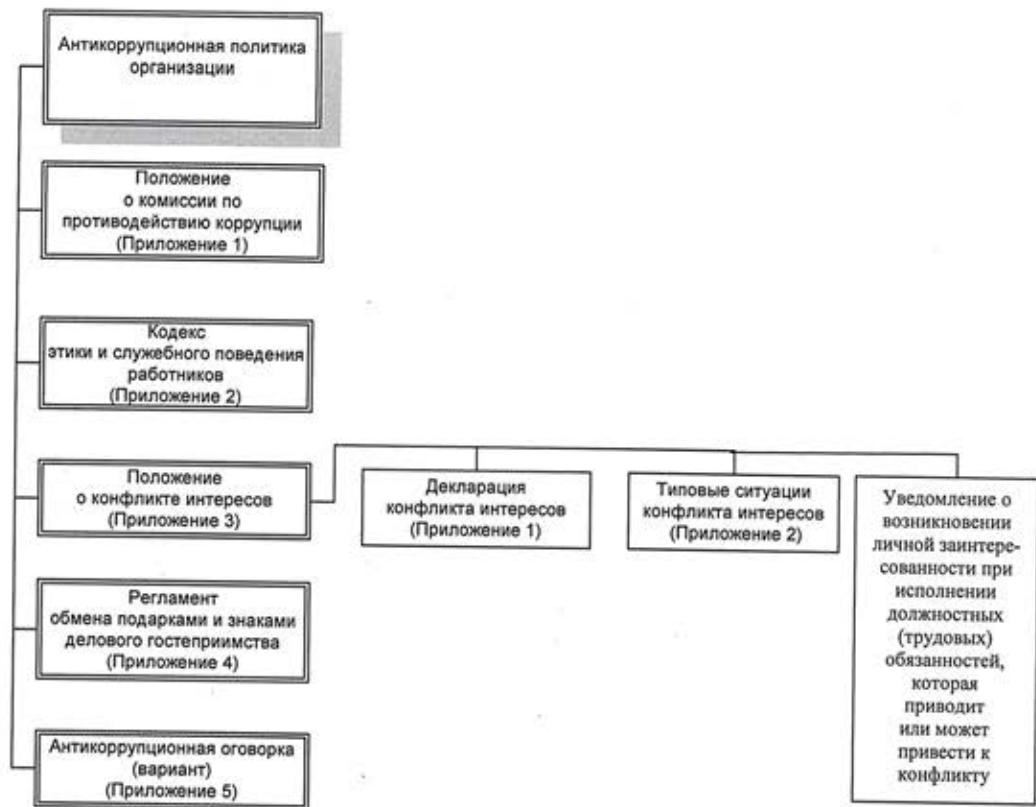 Антикоррупционная политика
организации
Положение
о комиссии по
противодействию коррупции
(Приложение 1)
Кодекс
этики и служебного поведения
работников
(Приложение 2)
Положение
о конфликте интересов
(Приложение 3)
Декларация
конфликта интересов
(Приложение 1)
Типовые ситуации
конфликта интересов
(Приложение 2)
Уведомление о
возникновении
личной заинтере-
сованности при
исполнении
должностных
(трудовых)
обязанностей,
которая
приводит
или может
привести к
конфликту
Регламент
обмена подарками и знаками
делового гостеприимства
(Приложение 4)
Антикоррупционная оговорка
(вариант)
(Приложение 5)